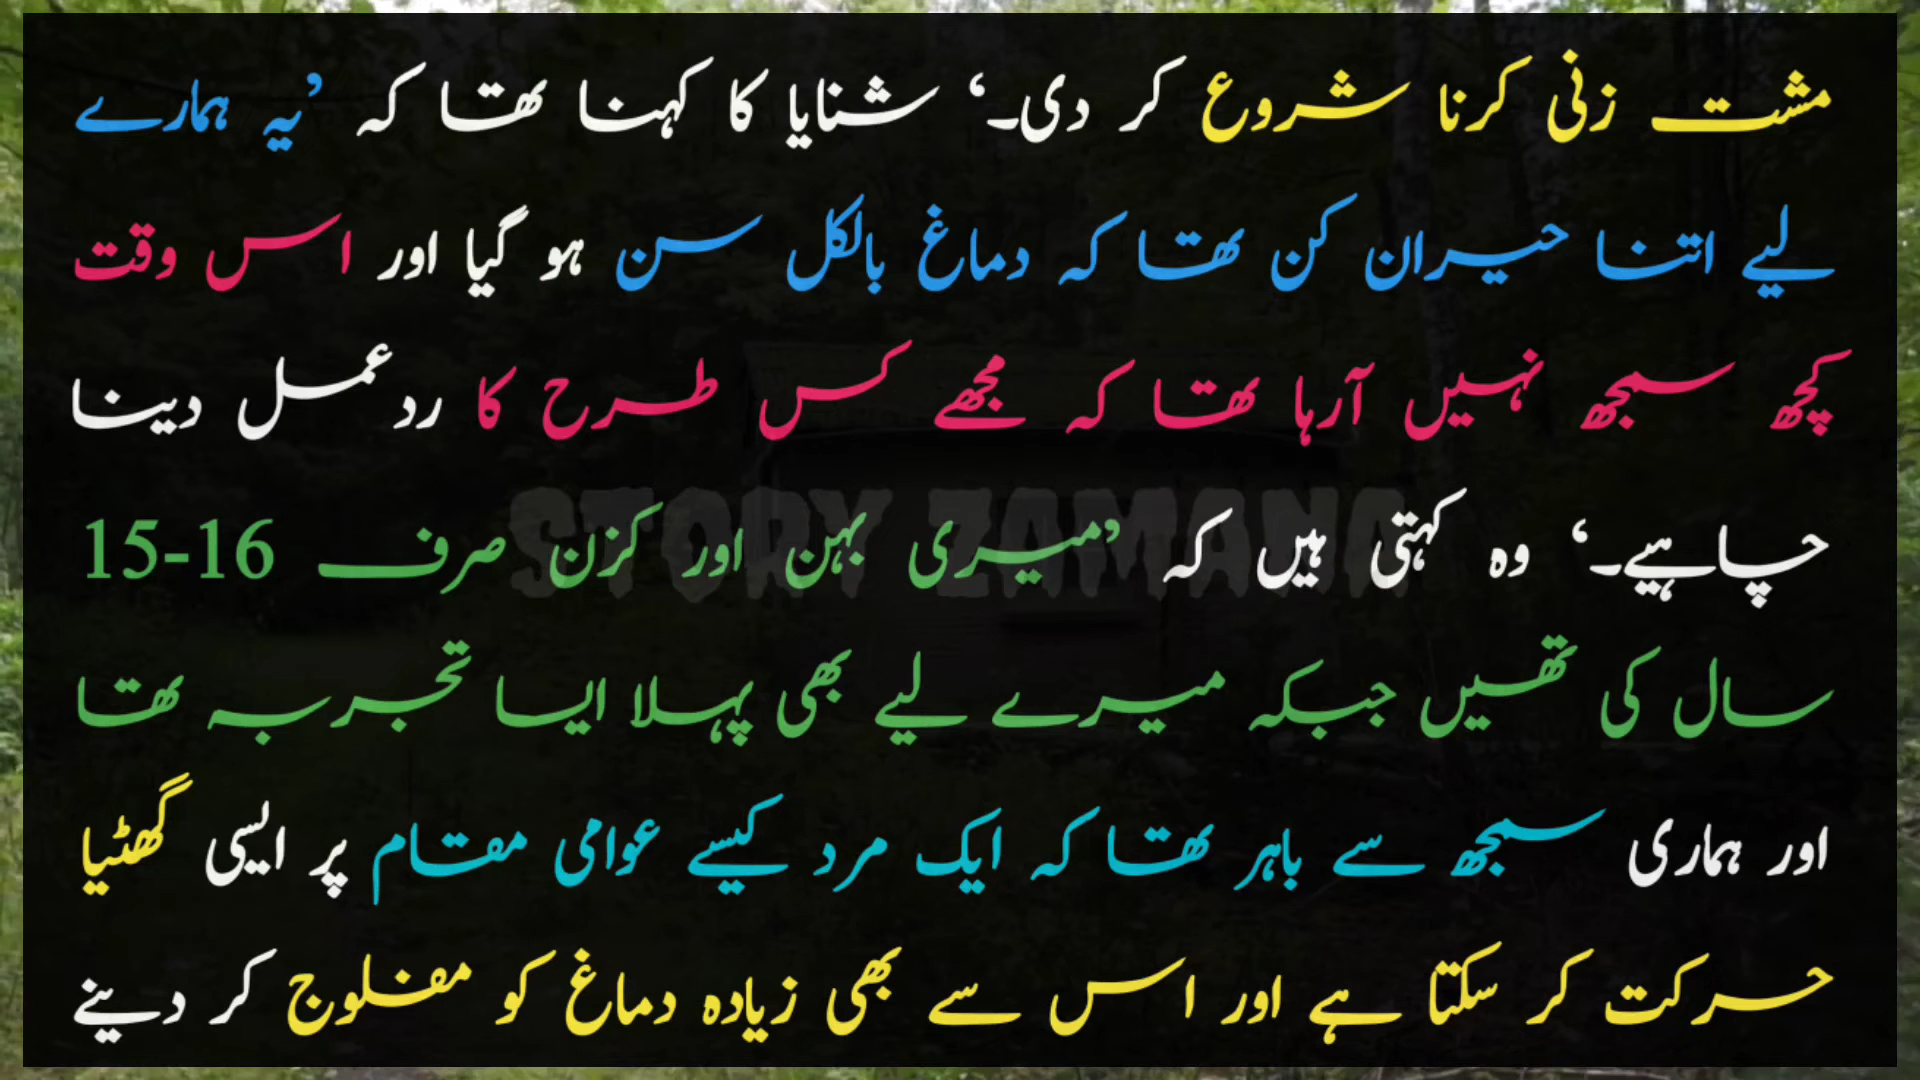 مشت زنی کرنا شروع کر دی۔‘ شنایا کا کہنا تھا کہ ’یہ ہمارے
لیے اتنا حیران کن تھا کہ دماغ بالکل سن ہو گیا اور اس وقت
کچھ سمجھ نہیں آرہا تھا کہ مجھے کس طرح کا ردعمل دینا
چاہیے۔‘ وہ کہتی ہیں کہ ’میری بہن اور کزن صرف 16-15
سال کی تھیں جبکہ میرے لیے بھی پہلا ایسا تجربہ تھا
اور ہماری سمجھ سے باہر تھا کہ ایک مرد کیسے عوامی مقام پر ایسی گھٹیا
حرکت کر سکتا ہے اور اس سے بھی زیادہ دماغ کو مفلوج کر دینے
STORY ZAMANA